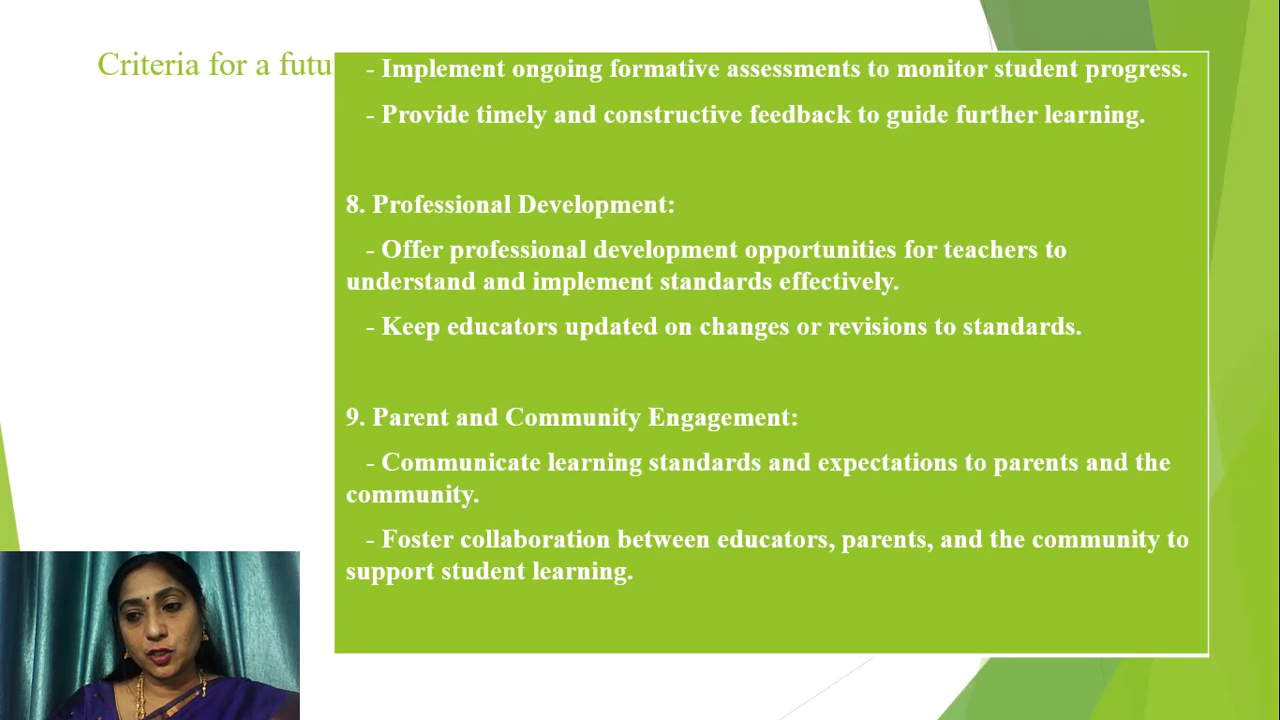 Criteria for a futu
- Implement ongoing formative assessments to monitor student progress.
- Provide timely and constructive feedback to guide further learning.
8. Professional Development:
- Offer professional development opportunities for teachers to
understand and implement standards effectively.
- Keep educators updated on changes or revisions to standards.
9. Parent and Community Engagement:
- Communicate learning standards and expectations to parents and the
community.
- Foster collaboration between educators, parents, and the community to
support student learning.